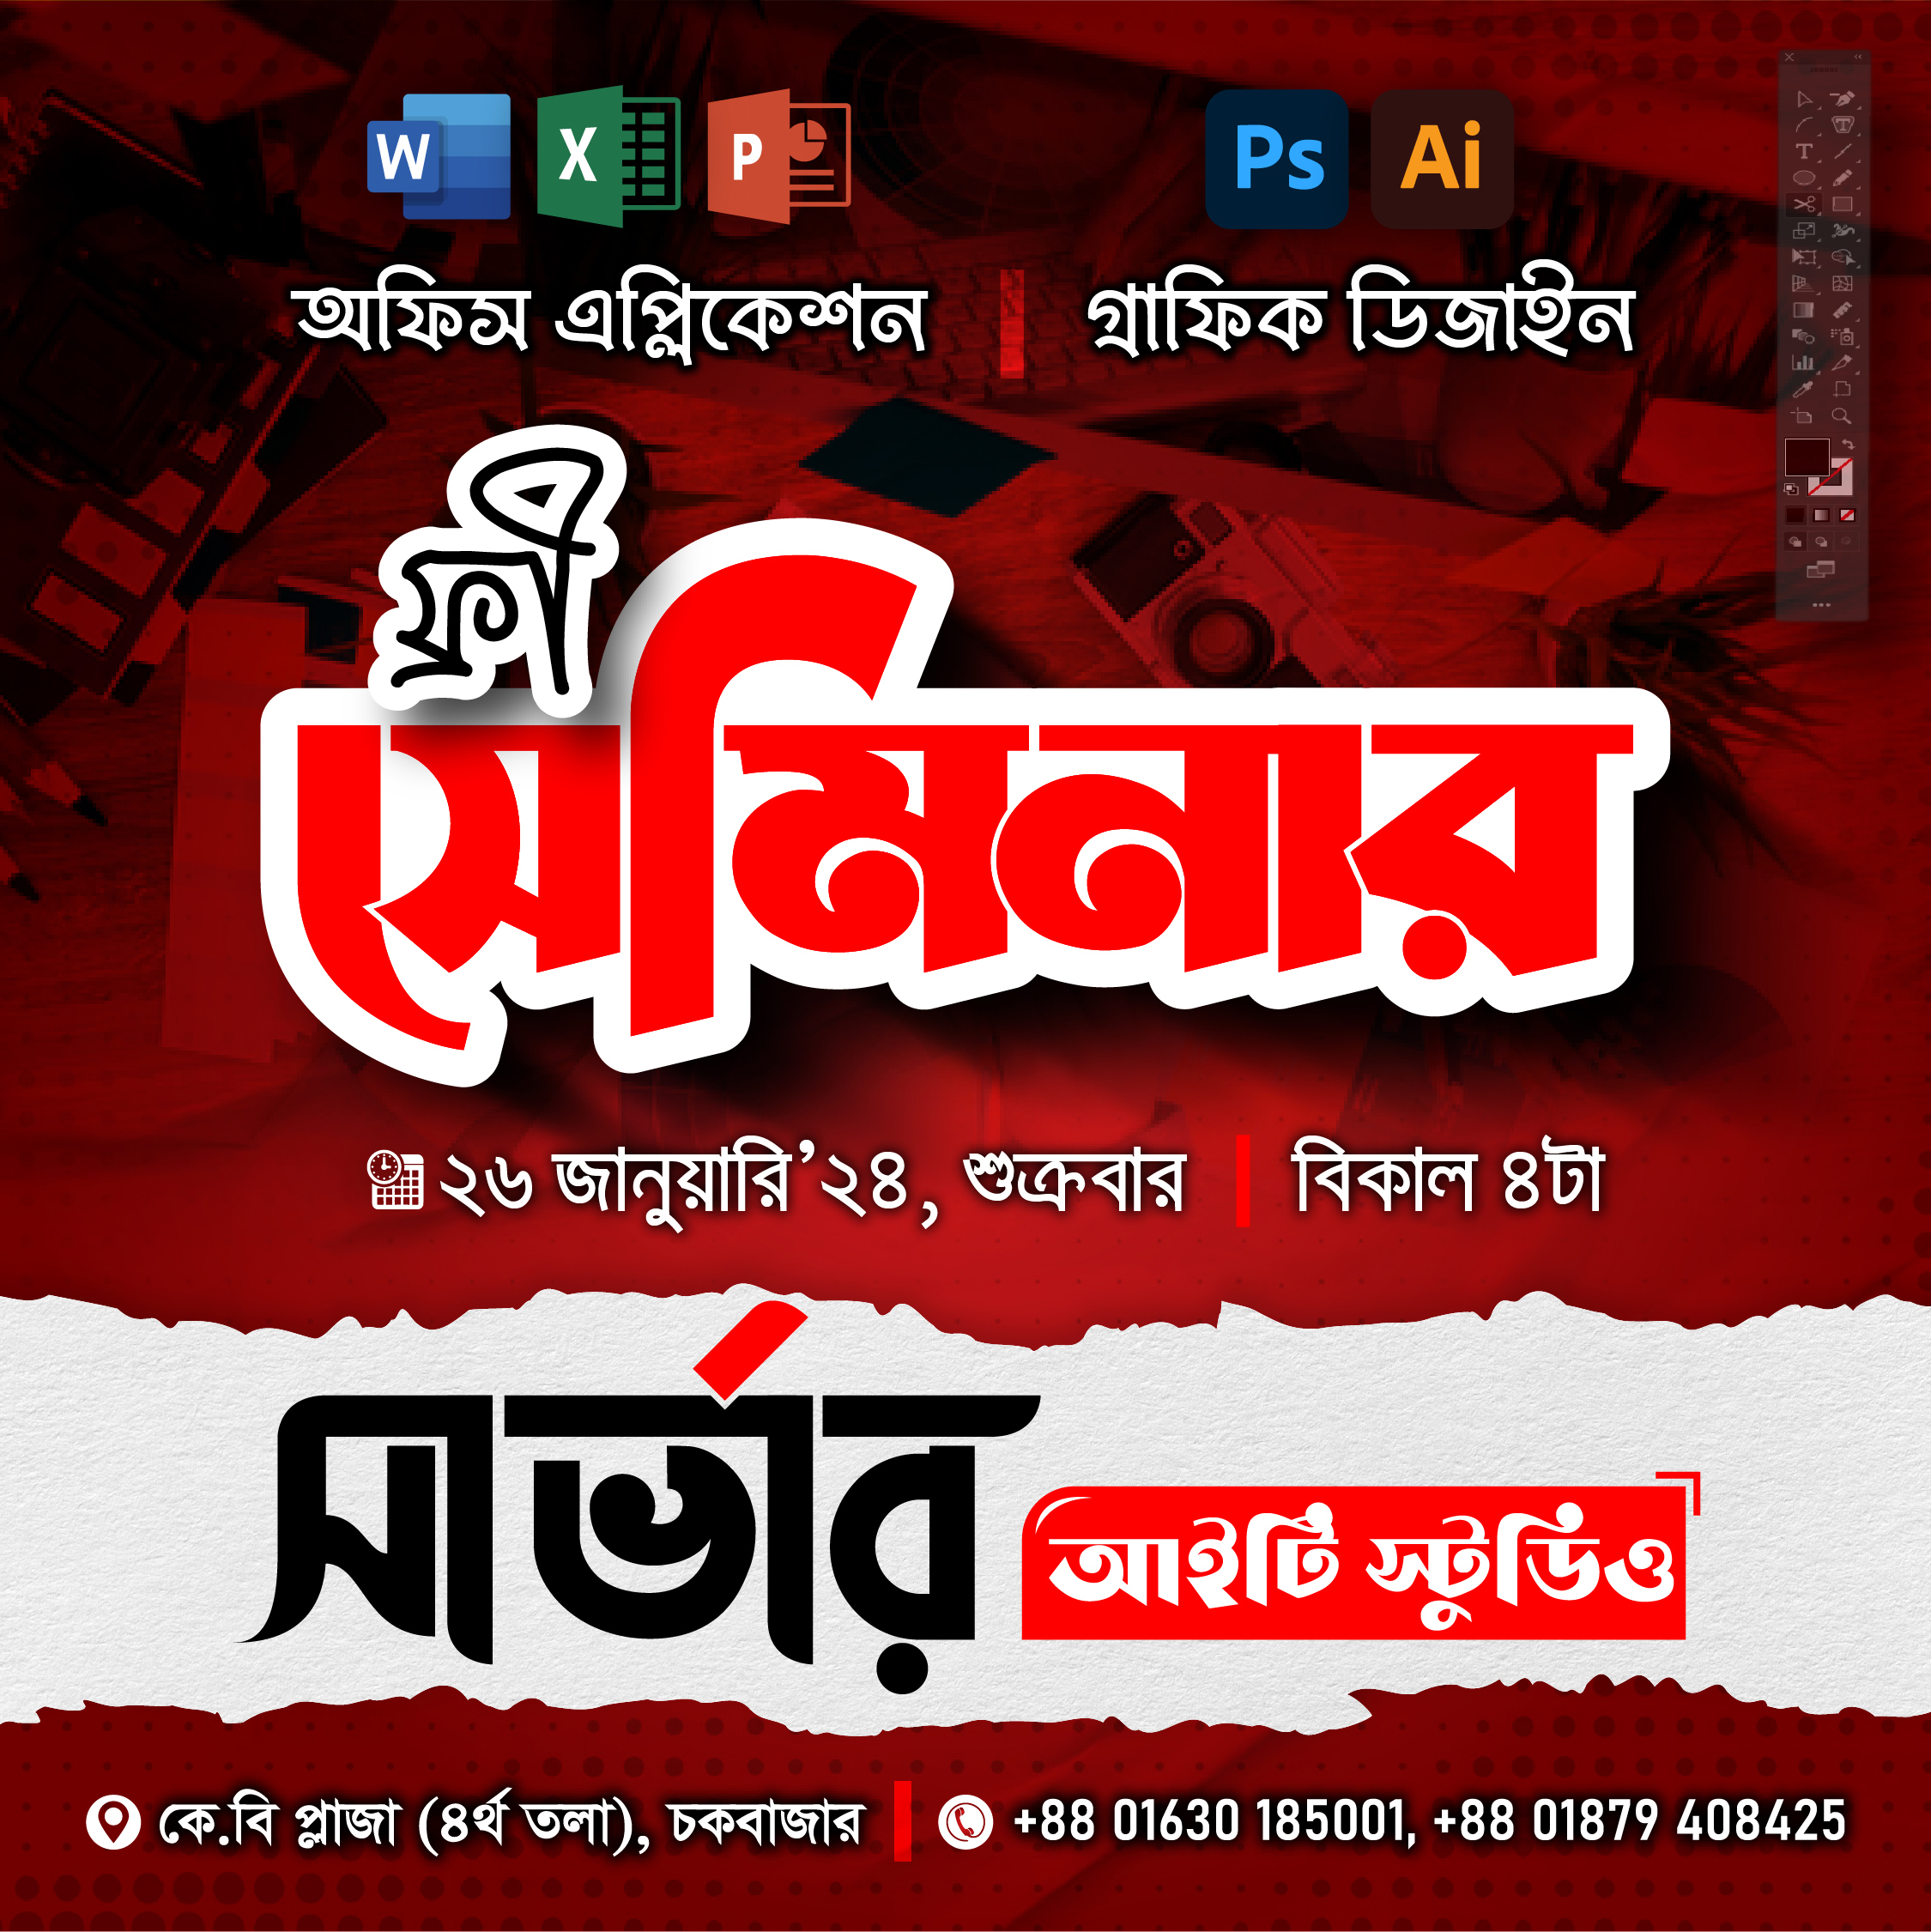 W X P Ps Ai
অফিস এপ্লিকেশন | গ্রাফিক ডিজাইন
ফ্রী
সেমিনার
২৬ জানুয়ারি’২৪, শুক্রবার | বিকাল ৪টা
সার্ভার
আইটি স্টুডিও
কে.বি প্লাজা (৪র্থ তলা), চকবাজার | +88 01630 185001, +88 01879 408425